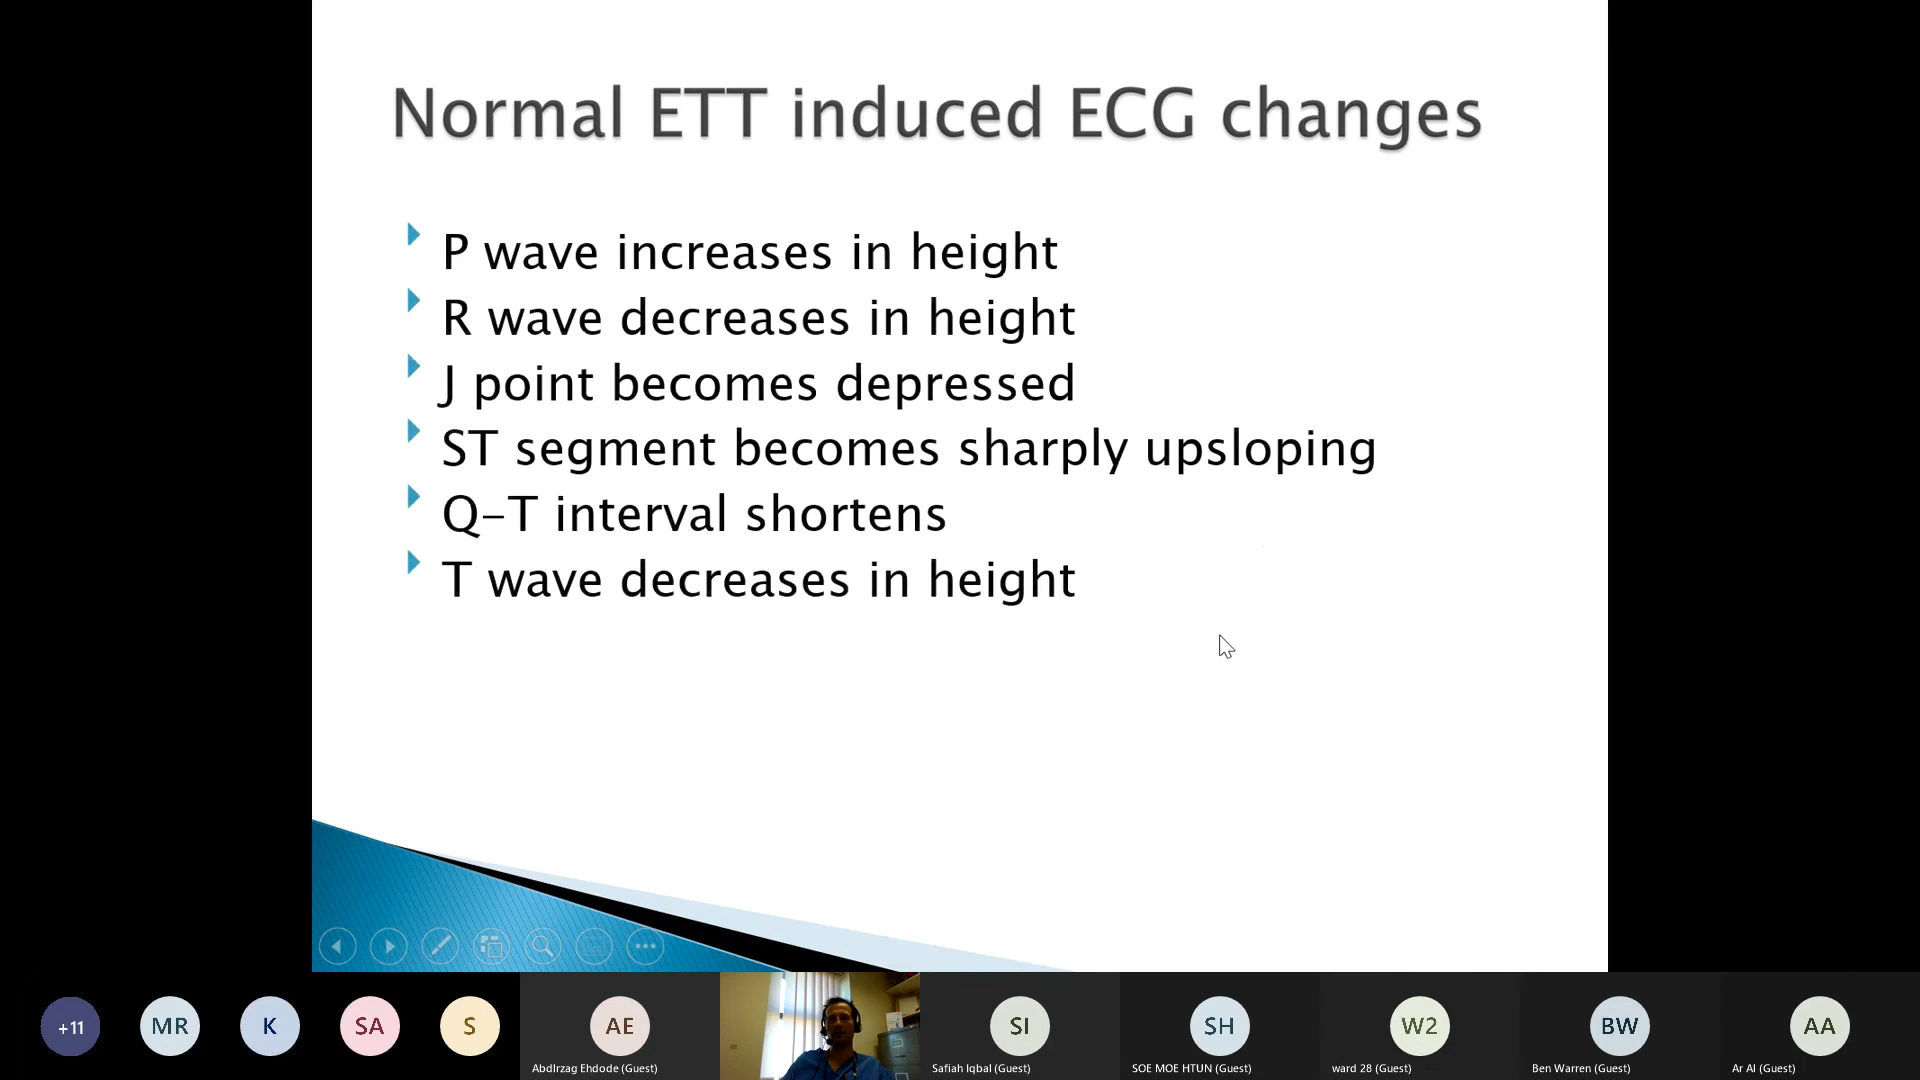 Normal ETT induced ECG changes
P wave increases in height
R wave decreases in height
J point becomes depressed
ST segment becomes sharply upsloping
Q-T interval shortens
T wave decreases in height
+11
MR
K
SA
S
AE
SI
SH
W2
BW
AA
Abdlrzag Ehdode (Guest)
Safiah Iqbal (Guest)
SOE MOE HTUN (Guest)
ward 28 (Guest)
Ben Warren (Guest)
Ar Al (Guest)